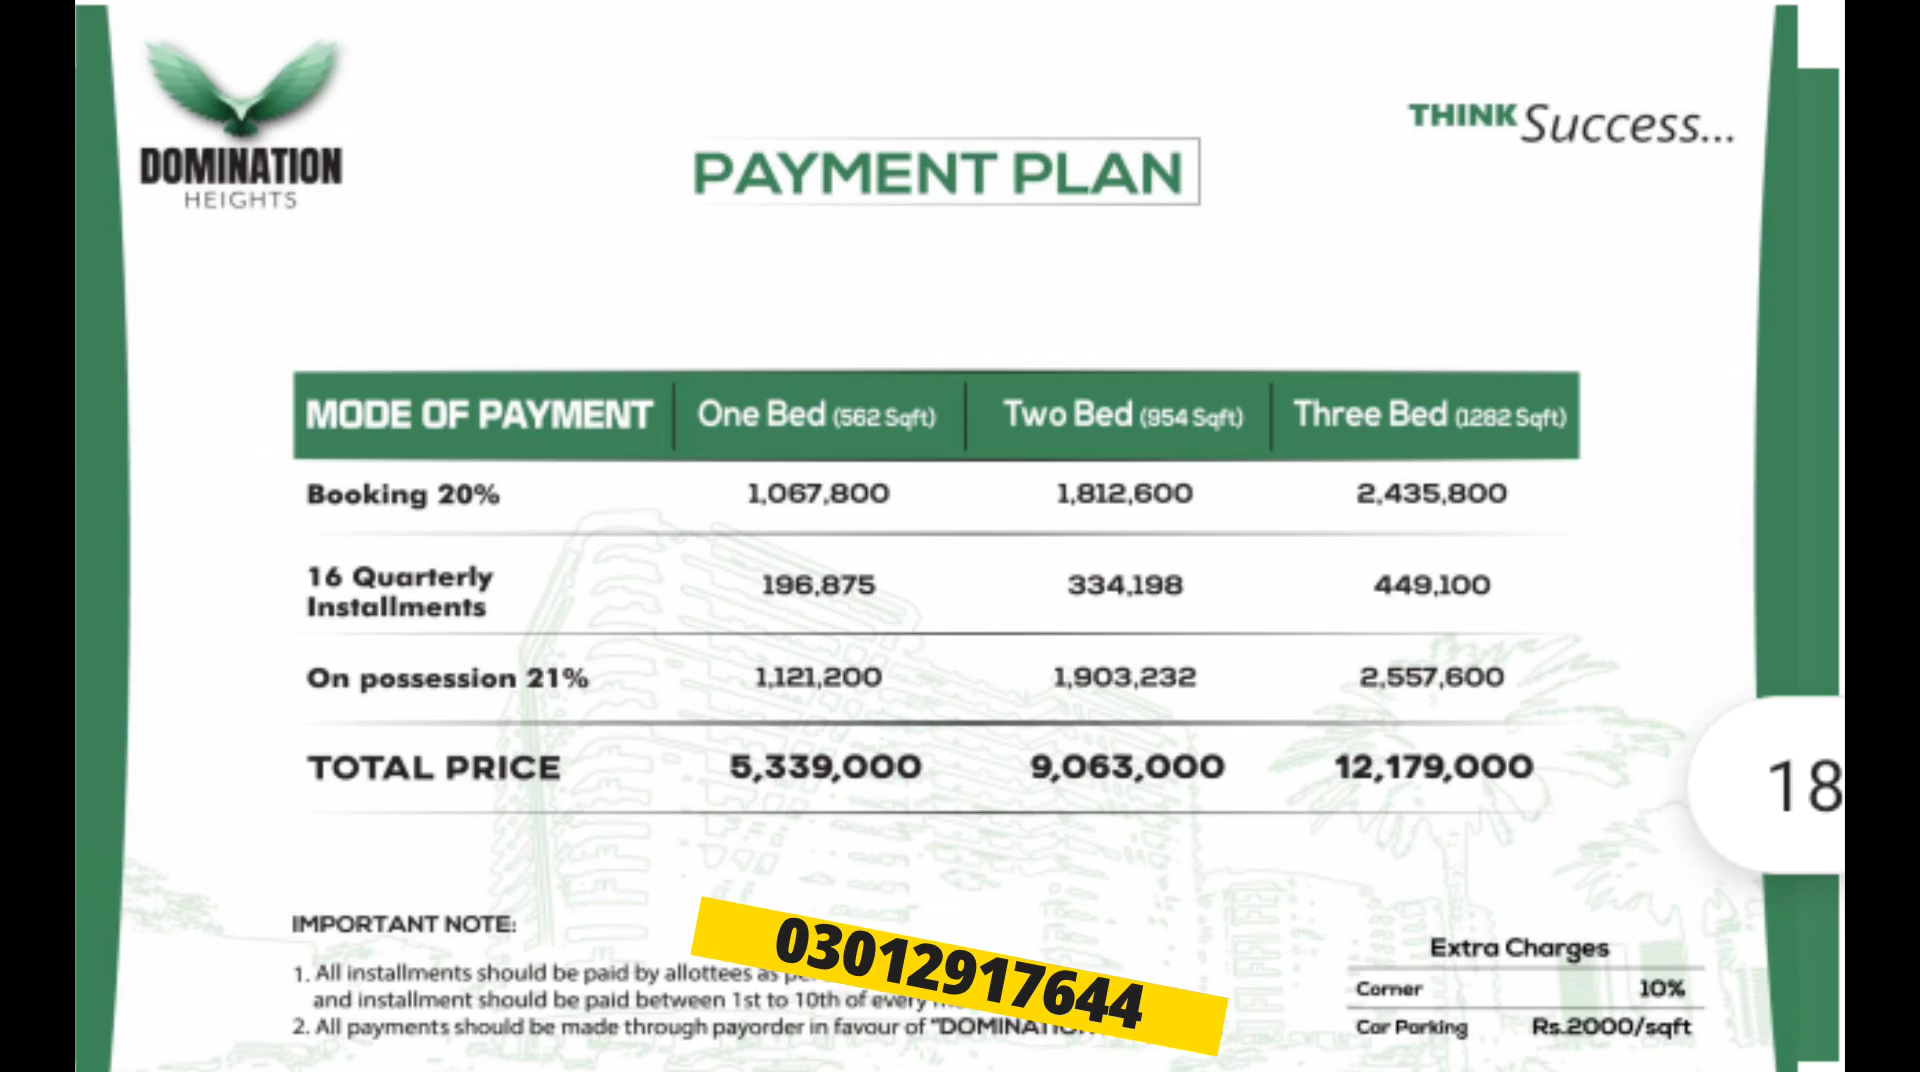 DOMINATION
HEIGHTS
THINK Success...
PAYMENT PLAN
MODE OF PAYMENT One Bed (562 Sqft) Two Bed (954 Sqft) Three Bed (1282 Sqft)
Booking 20% 1,067,800 1,812,600 2,435,800
16 Quarterly
Installments 196,875 334,198 449,100
On possession 21% 1,121,200 1,903,232 2,557,600
TOTAL PRICE 5,339,000 9,063,000 12,179,000
18
IMPORTANT NOTE:
1. All installments should be paid by allottees as
and installment should be paid between 1st to 10th of every
2. All payments should be made through payorder in favour of "DOMINATION
03012917644
Extra Charges
Corner 10%
Car Parking Rs.2000/sqft